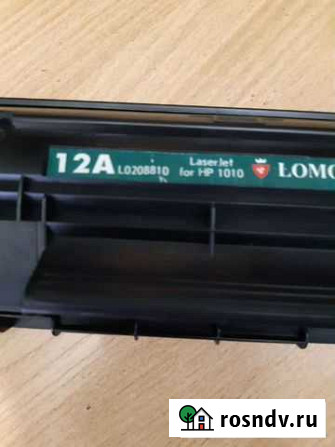 12A L0208810 LaserJet
for HP 1010 LOMO
rosndv.ru